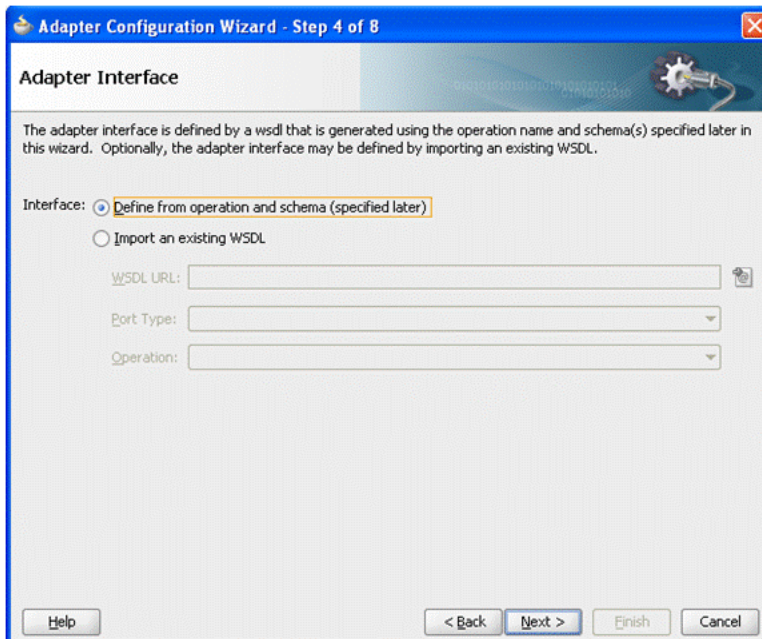 Adapter Configuration Wizard - Step 4 of 8
Adapter Interface
The adapter interface is defined by a wsdl that is generated using the operation name and schema(s) specified later in
this wizard. Optionally, the adapter interface may be defined by importing an existing WSDL.
Interface: Define from operation and schema (specified later)
Import an existing WSDL
WSDL URL:
Port Type:
Operation:
Help < Back Next > Finish Cancel